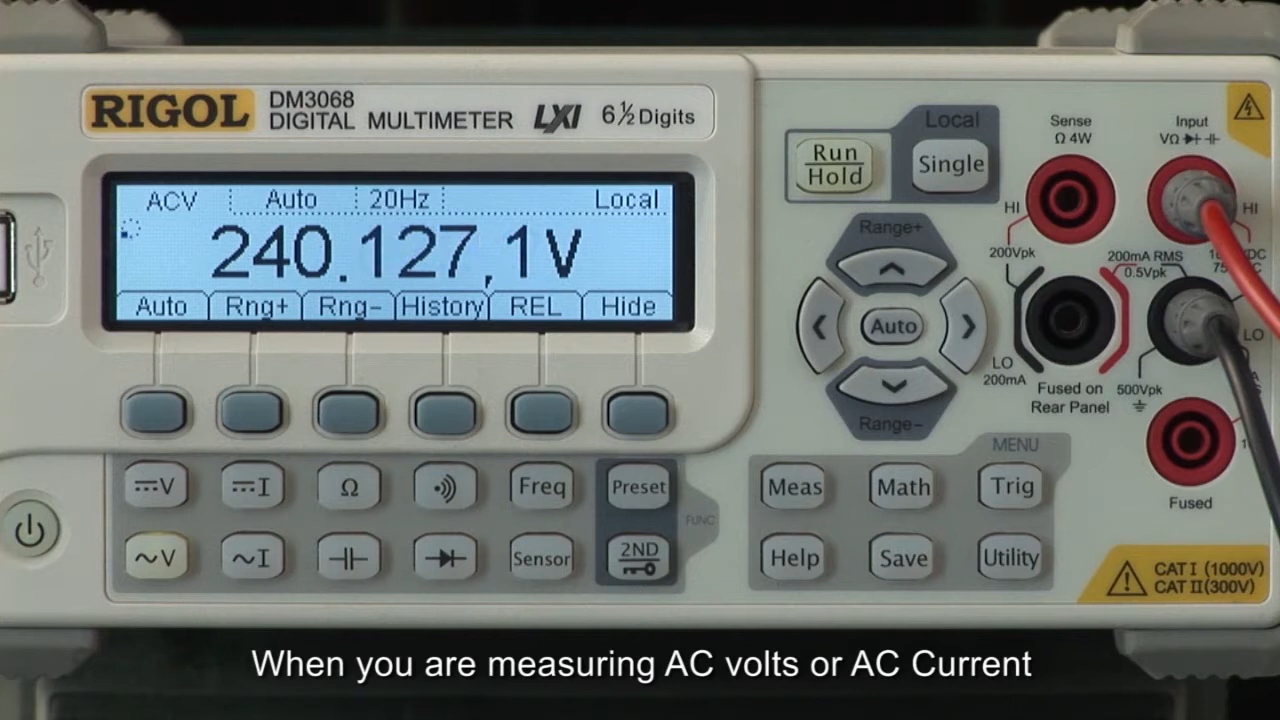 RIGOL DM3068
DIGITAL MULTIMETER LXI 6½Digits
ACV Auto 20Hz Local
240.127,1V
Auto Rng+ Rng- History REL Hide
Local
Run
Hold
Single
Range+
Auto
Range-
Sense
Ω 4W
Input
VΩ
HI
HI
200Vpk
200mA RMS
0.5Vpk
LO
200mA
Fused on
Rear Panel
500Vpk
LO
Fused
V I Ω Freq Preset
FUNC
~V ~I Sensor 2ND
MENU
Meas Math Trig
Help Save Utility
CAT I (1000V)
CAT II(300V)
When you are measuring AC volts or AC Current